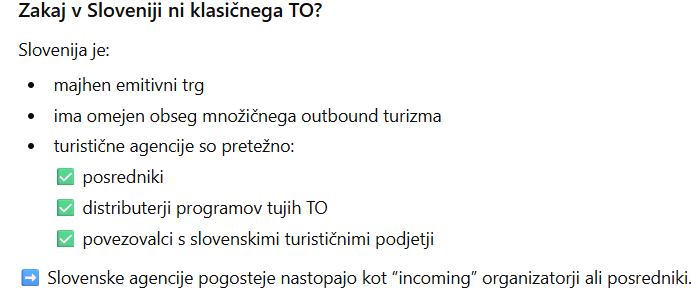 Zakaj v Sloveniji ni klasičnega TO?
Slovenija je:
• majhen emitivni trg
• ima omejen obseg množičnega outbound turizma
• turistične agencije so pretežno:
✅ posredniki
✅ distributerji programov tujih TO
✅ povezovalci s slovenskimi turističnimi podjetji
➡️ Slovenske agencije pogosteje nastopajo kot “incoming” organizatorji ali posredniki.